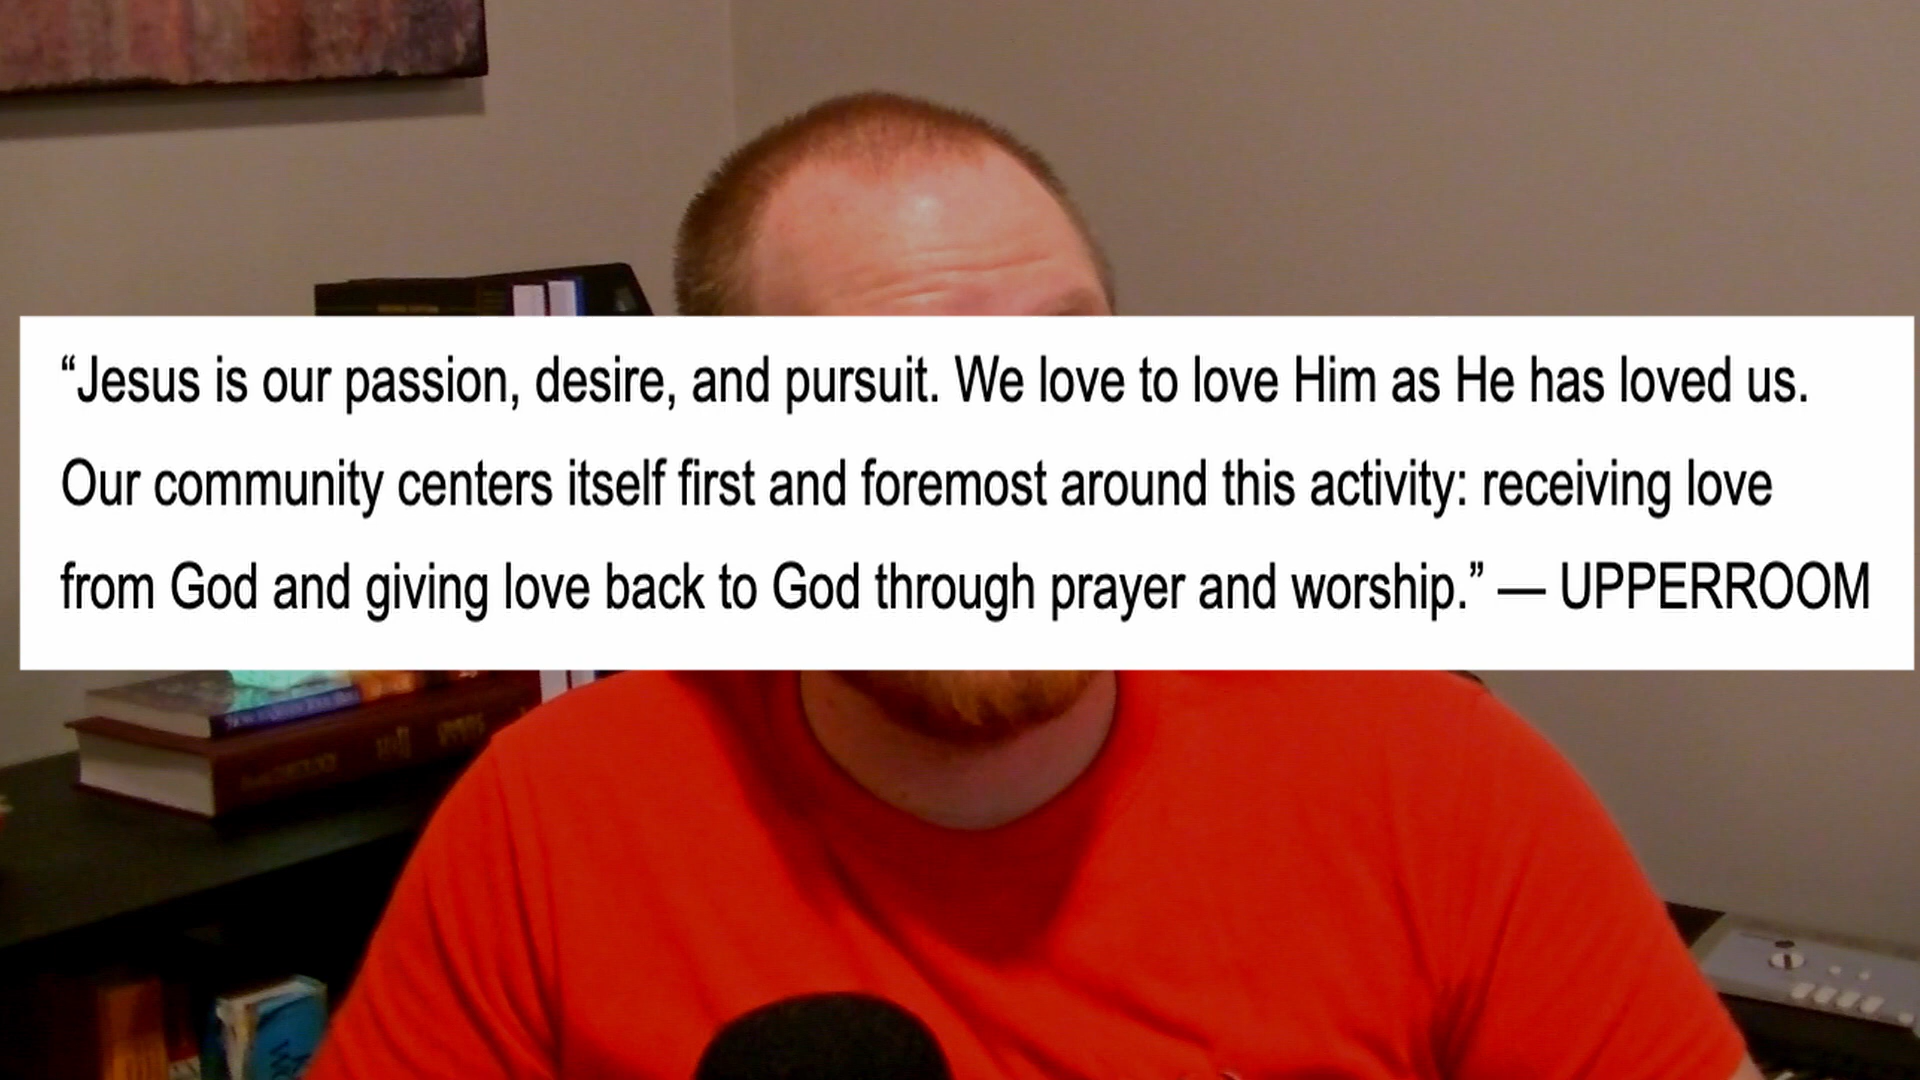 “Jesus is our passion, desire, and pursuit. We love to love Him as He has loved us.
Our community centers itself first and foremost around this activity: receiving love
from God and giving love back to God through prayer and worship.” — UPPERROOM